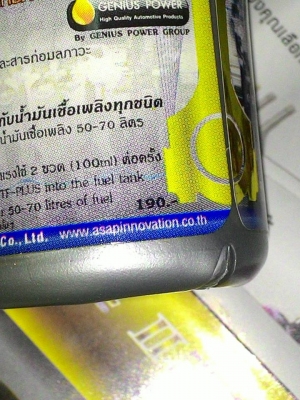 GENIUS POWER
High Quality Automotive Products
By GENIUS POWER GROUP
และสารก่อมลภาวะ
กับน้ำมันเชื้อเพลิงทุกชนิด
น้ำมันเชื้อเพลิง 50-70 ลิตร
แรงใช้ 2 ขวด (100ml) ต่อครั้ง
TF-PLUS into the fuel tank
50-70 litres of fuel
190.-
Co., Ltd. www.asapinnovation.co.th